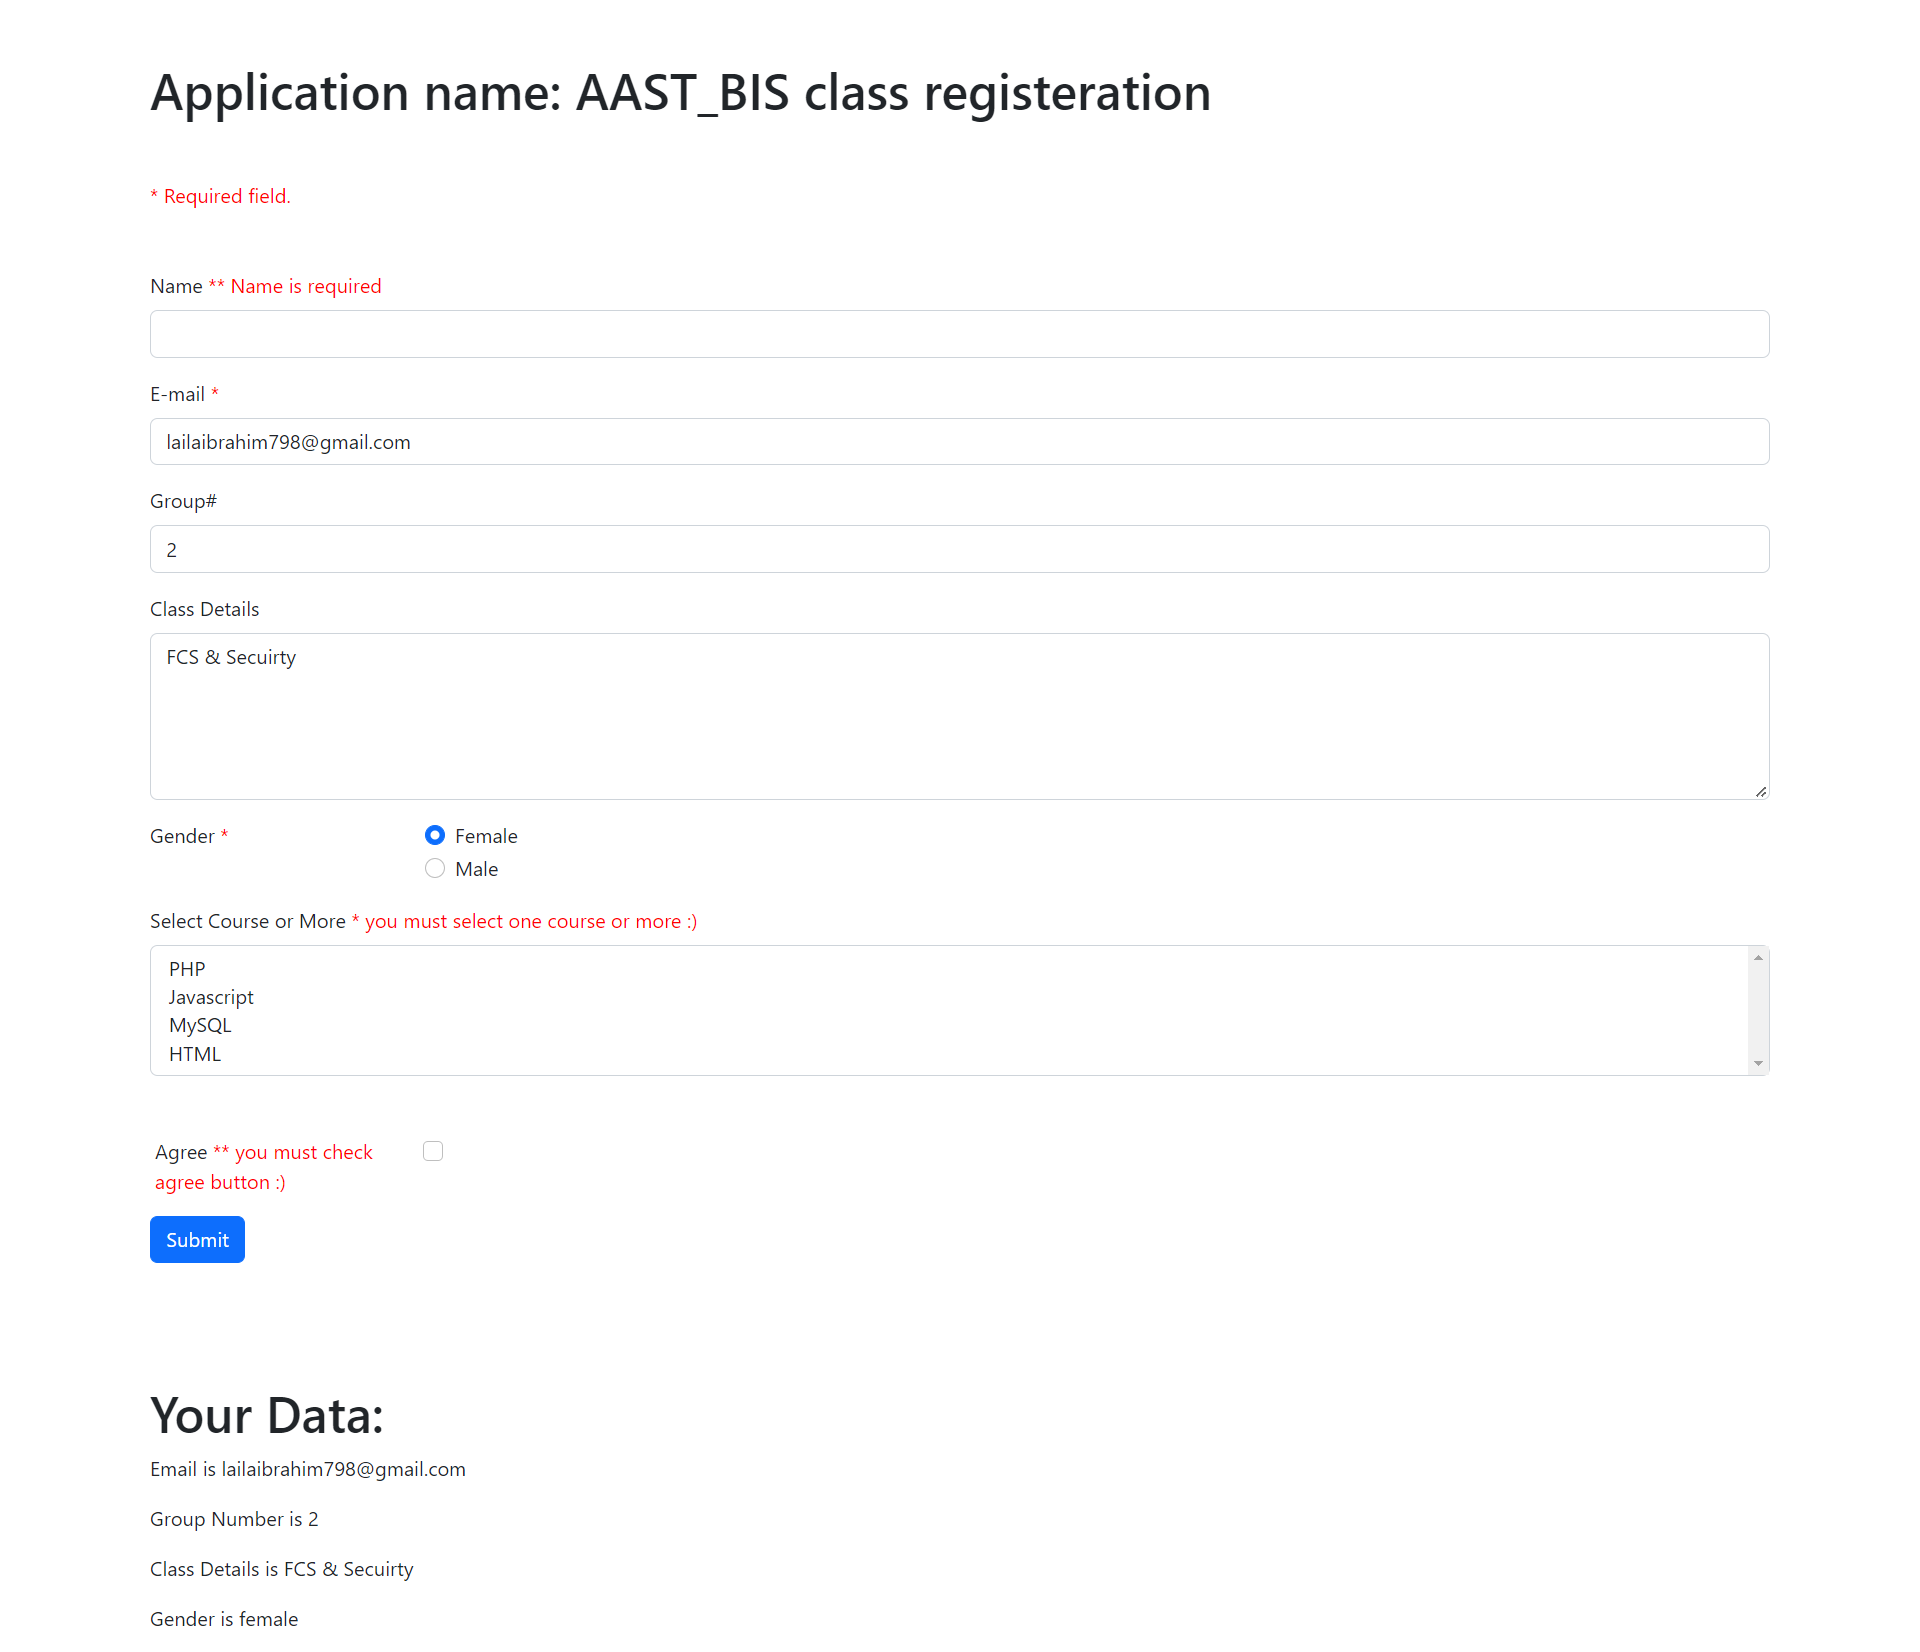 Application name: AAST_BIS class registeration
* Required field.
Name ** Name is required
E-mail *
lailaibrahim798@gmail.com
Group#
2
Class Details
FCS & Secuirty
Gender *
Female
Male
Select Course or More * you must select one course or more :)
PHP
Javascript
MySQL
HTML
Agree ** you must check
agree button :)
Submit
Your Data:
Email is lailaibrahim798@gmail.com
Group Number is 2
Class Details is FCS & Secuirty
Gender is female